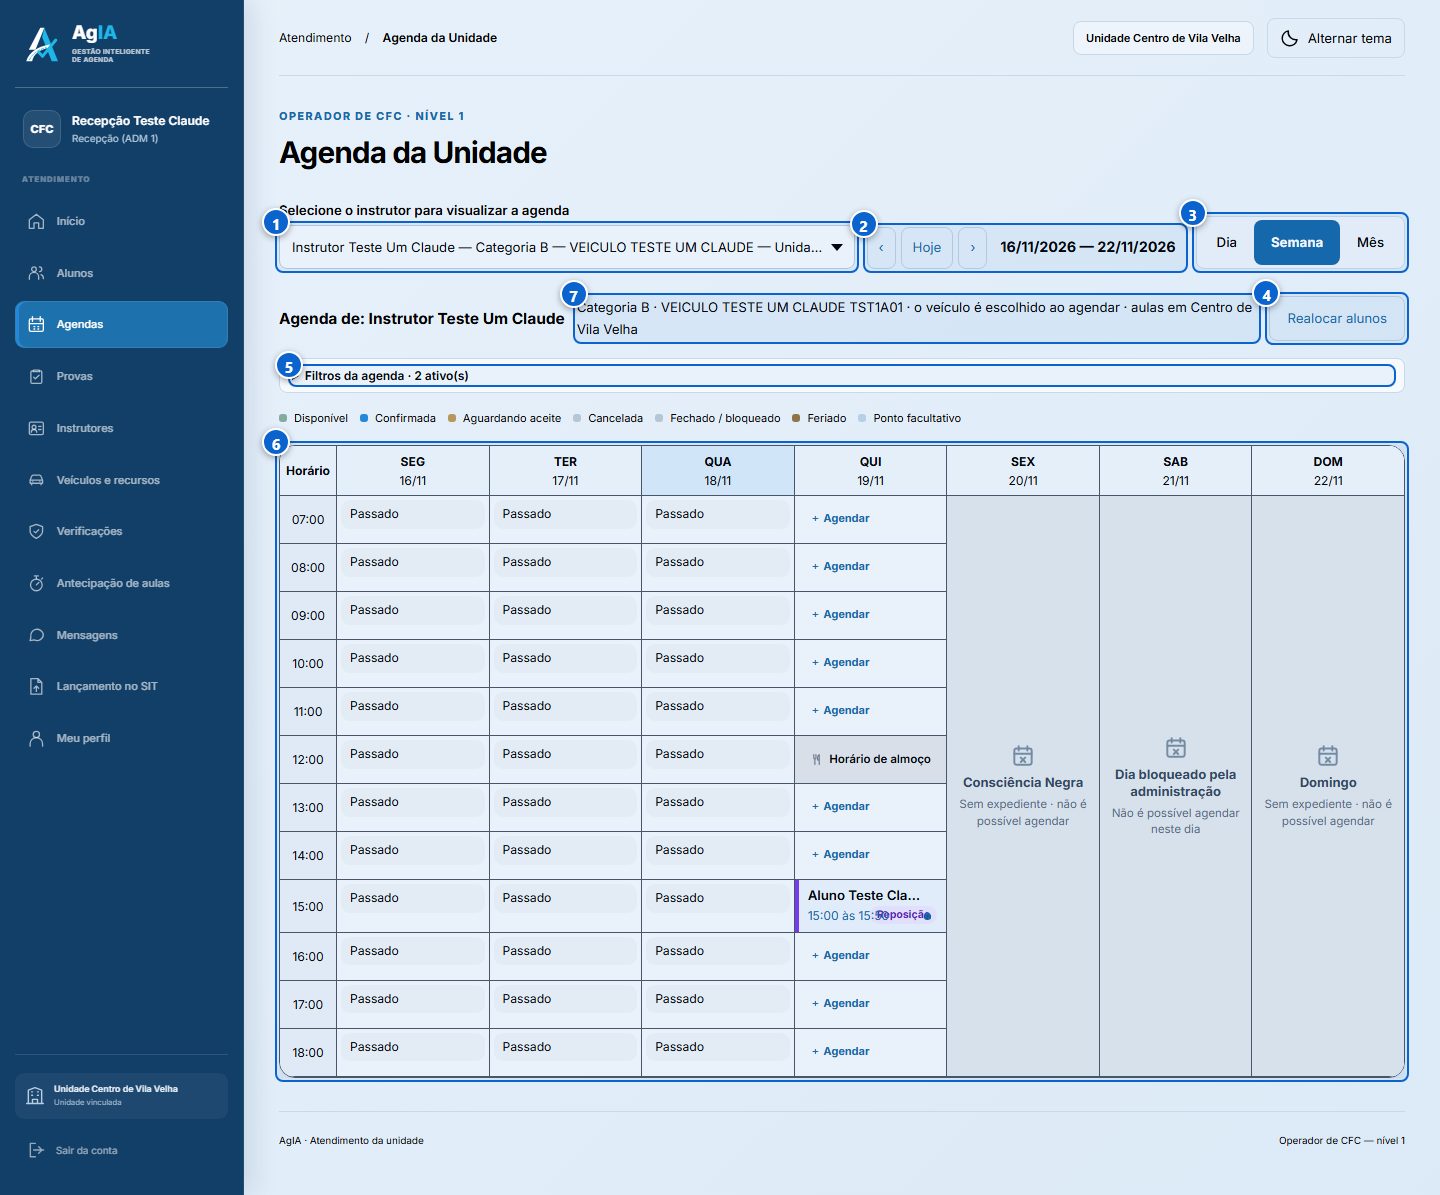 AgIA
GESTÃO INTELIGENTE
DE AGENDA
CFC
Recepção Teste Claude
Recepção (ADM 1)
ATENDIMENTO
Início
Alunos
Agendas
Provas
Instrutores
Veículos e recursos
Verificações
Antecipação de aulas
Mensagens
Lançamento no SIT
Meu perfil
Unidade Centro de Vila Velha
Unidade vinculada
Sair da conta
Atendimento / Agenda da Unidade
Unidade Centro de Vila Velha
Alternar tema
OPERADOR DE CFC · NÍVEL 1
Agenda da Unidade
Selecione o instrutor para visualizar a agenda
1
Instrutor Teste Um Claude — Categoria B — VEICULO TESTE UM CLAUDE — Unida...
2
‹ Hoje › 16/11/2026 — 22/11/2026
3
Dia Semana Mês
Agenda de: Instrutor Teste Um Claude
7
Categoria B · VEICULO TESTE UM CLAUDE TST1A01 · o veículo é escolhido ao agendar · aulas em Centro de
Vila Velha
4
Realocar alunos
5
Filtros da agenda · 2 ativo(s)
Disponível Confirmada Aguardando aceite Cancelada Fechado / bloqueado Feriado Ponto facultativo
6
Horário SEG 16/11 TER 17/11 QUA 18/11 QUI 19/11 SEX 20/11 SAB 21/11 DOM 22/11
07:00 Passado Passado Passado + Agendar
08:00 Passado Passado Passado + Agendar
09:00 Passado Passado Passado + Agendar
10:00 Passado Passado Passado + Agendar
11:00 Passado Passado Passado + Agendar
12:00 Passado Passado Passado Horário de almoço
13:00 Passado Passado Passado + Agendar
14:00 Passado Passado Passado + Agendar
15:00 Passado Passado Passado Aluno Teste Cla...
15:00 às Reposição
16:00 Passado Passado Passado + Agendar
17:00 Passado Passado Passado + Agendar
18:00 Passado Passado Passado + Agendar
Consciência Negra
Sem expediente · não é
possível agendar
Dia bloqueado pela
administração
Não é possível agendar
neste dia
Domingo
Sem expediente · não é
possível agendar
AgIA · Atendimento da unidade
Operador de CFC — nível 1